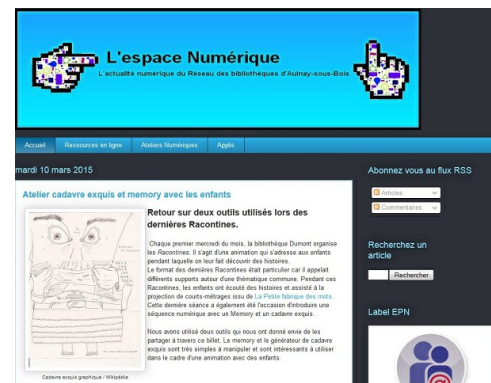 L'espace Numérique
L'actualité numérique du Réseau des bibliothèques d'Aulnay-sous-Bois
Accueil
Ressources en ligne
Ateliers Numériques
Applis
mardi 10 mars 2015
Atelier cadavre exquis et memory avec les enfants
Retour sur deux outils utilisés lors des
dernières Racontines.
Chaque premier mercredi du mois, la bibliothèque Dumont organise
les Racontines. Il s'agit d'une animation qui s'adresse aux enfants
pendant laquelle on leur fait découvrir des histoires.
Le format des dernières Racontines était particulier car il appelait
différents supports autour d'une thématique commune. Pendant ces
Racontines, les enfants ont écouté des histoires et assisté à la
projection de courts-métrages issu de La Petite fabrique des mots.
Cette dernière séance a également été l'occasion d'introduire une
séquence numérique avec un Memory et un cadavre exquis.
Nous avons utilisé deux outils qui nous ont donné envie de les
partager à travers ce billet. Le memory et le générateur de cadavre
exquis sont très simples à manipuler et sont intéressants à utiliser
dans le cadre d'une animation avec des enfants.
Cadavre exquis graphique / Wikipédia
Abonnez vous au flux RSS
Articles
Commentaires
Recherchez un
article
Rechercher
Label EPN
@